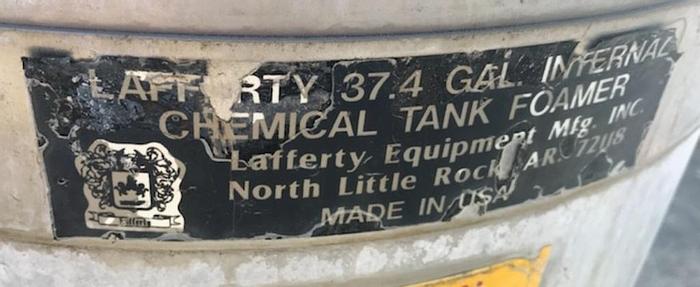 LAFFERTY 37.4 GAL. INTERNAL
CHEMICAL TANK FOAMER
Lafferty Equipment Mfg. INC.
North Little Rock, AR. 72118
MADE IN USA
Lafferty